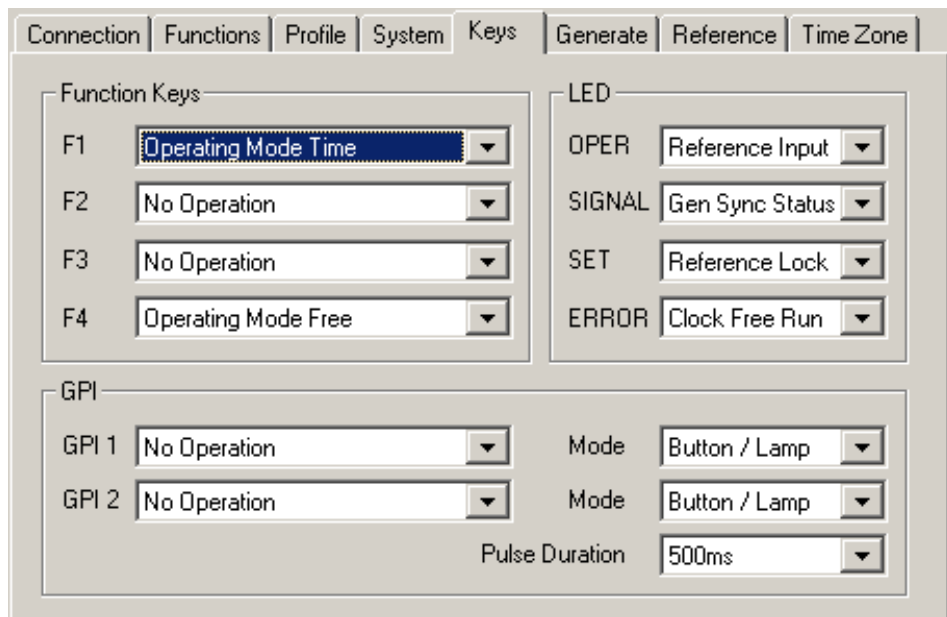 Connection Functions Profile System Keys Generate Reference Time Zone
Function Keys
F1 Operating Mode Time
F2 No Operation
F3 No Operation
F4 Operating Mode Free
LED
OPER Reference Input
SIGNAL Gen Sync Status
SET Reference Lock
ERROR Clock Free Run
GPI
GPI 1 No Operation Mode Button / Lamp
GPI 2 No Operation Mode Button / Lamp
Pulse Duration 500ms